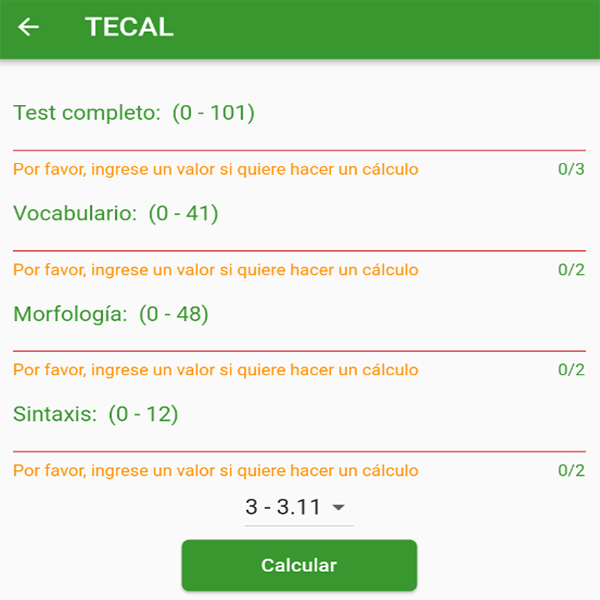 TECAL
Test completo: (0 - 101)
Por favor, ingrese un valor si quiere hacer un cálculo 0/3
Vocabulario: (0 - 41)
Por favor, ingrese un valor si quiere hacer un cálculo 0/2
Morfología: (0 - 48)
Por favor, ingrese un valor si quiere hacer un cálculo 0/2
Sintaxis: (0 - 12)
Por favor, ingrese un valor si quiere hacer un cálculo 0/2
3 - 3.11
Calcular